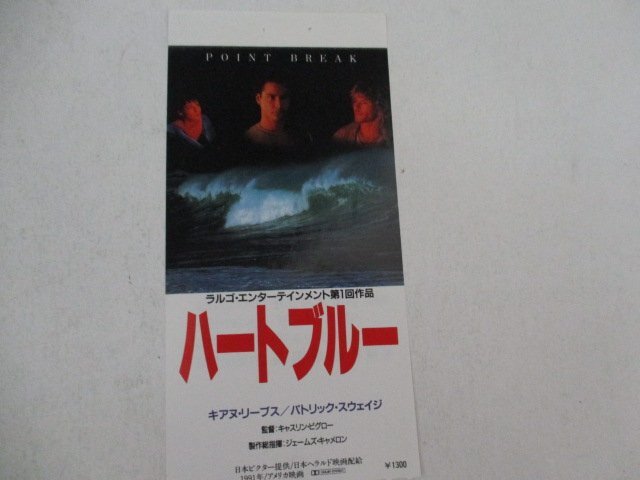 POINT BREAK
ラルゴ・エンターテインメント第1回作品
ハートブルー
キアヌ・リーブス/パトリック・スウェイジ
監督:キャスリン・ビグロー
製作総指揮:ジェームズ・キャメロン
日本ビクター提供/日本ヘラルド映画配給
1991年/アメリカ映画
¥1300